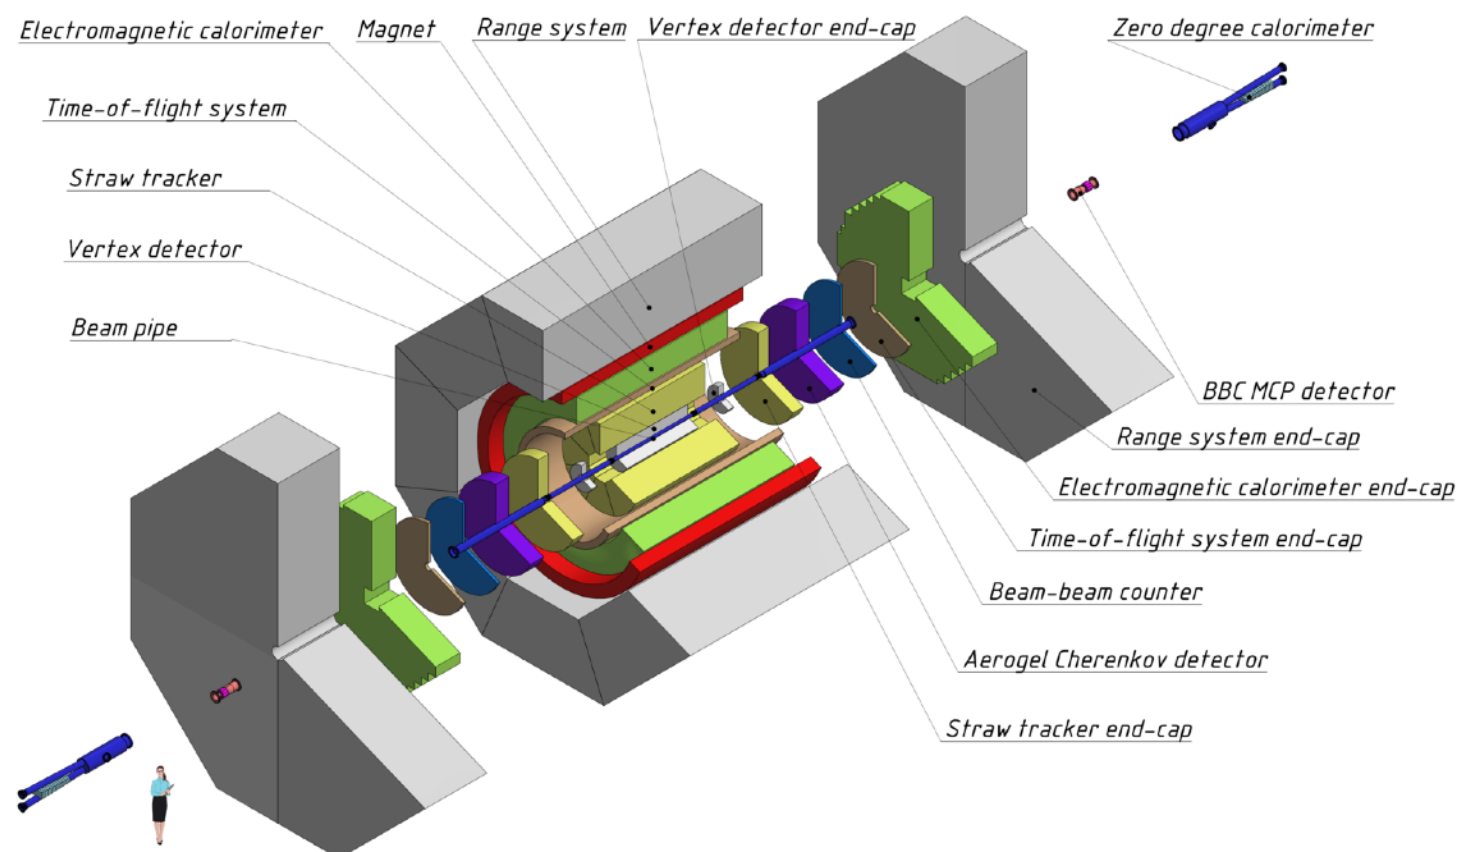 Electromagnetic calorimeter
Magnet
Range system
Vertex detector end-cap
Zero degree calorimeter
Time-of-flight system
Straw tracker
Vertex detector
Beam pipe
BBC MCP detector
Range system end-cap
Electromagnetic calorimeter end-cap
Time-of-flight system end-cap
Beam-beam counter
Aerogel Cherenkov detector
Straw tracker end-cap